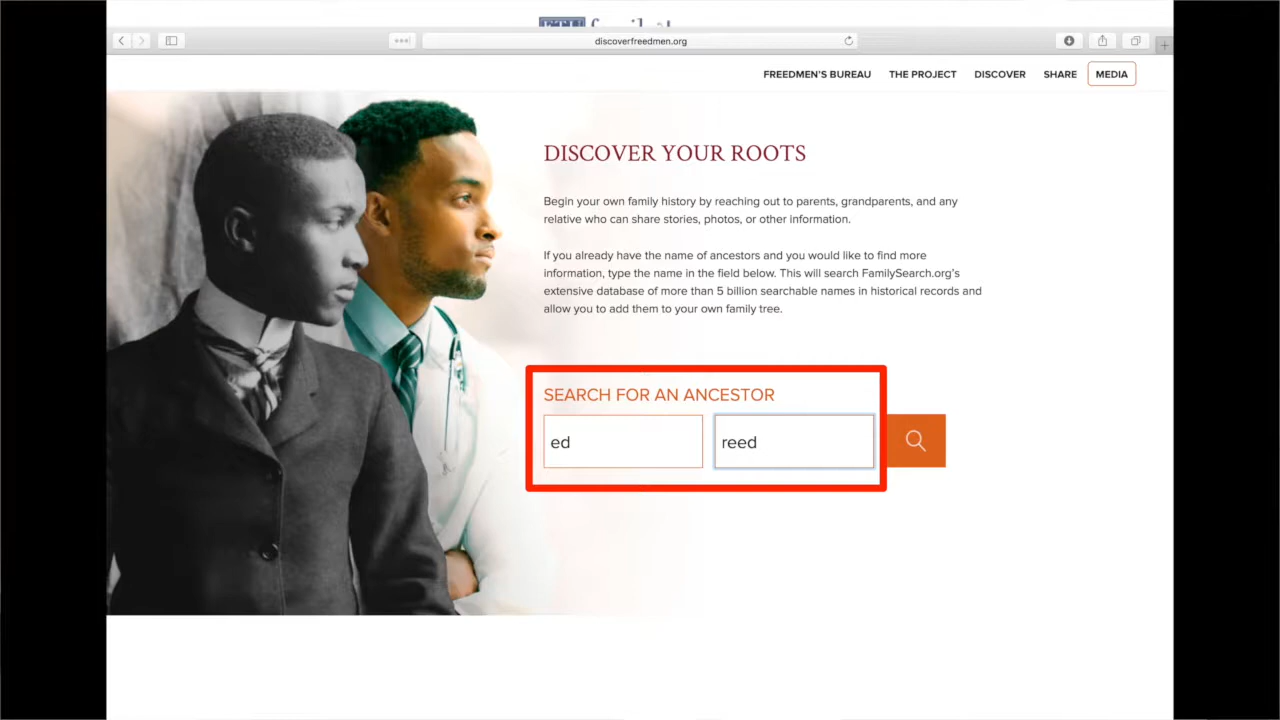 discoverfreedmen.org
FREEDMEN'S BUREAU THE PROJECT DISCOVER SHARE MEDIA
DISCOVER YOUR ROOTS
Begin your own family history by reaching out to parents, grandparents, and any
relative who can share stories, photos, or other information.
If you already have the name of ancestors and you would like to find more
information, type the name in the field below. This will search FamilySearch.org's
extensive database of more than 5 billion searchable names in historical records and
allow you to add them to your own family tree.
SEARCH FOR AN ANCESTOR
ed reed